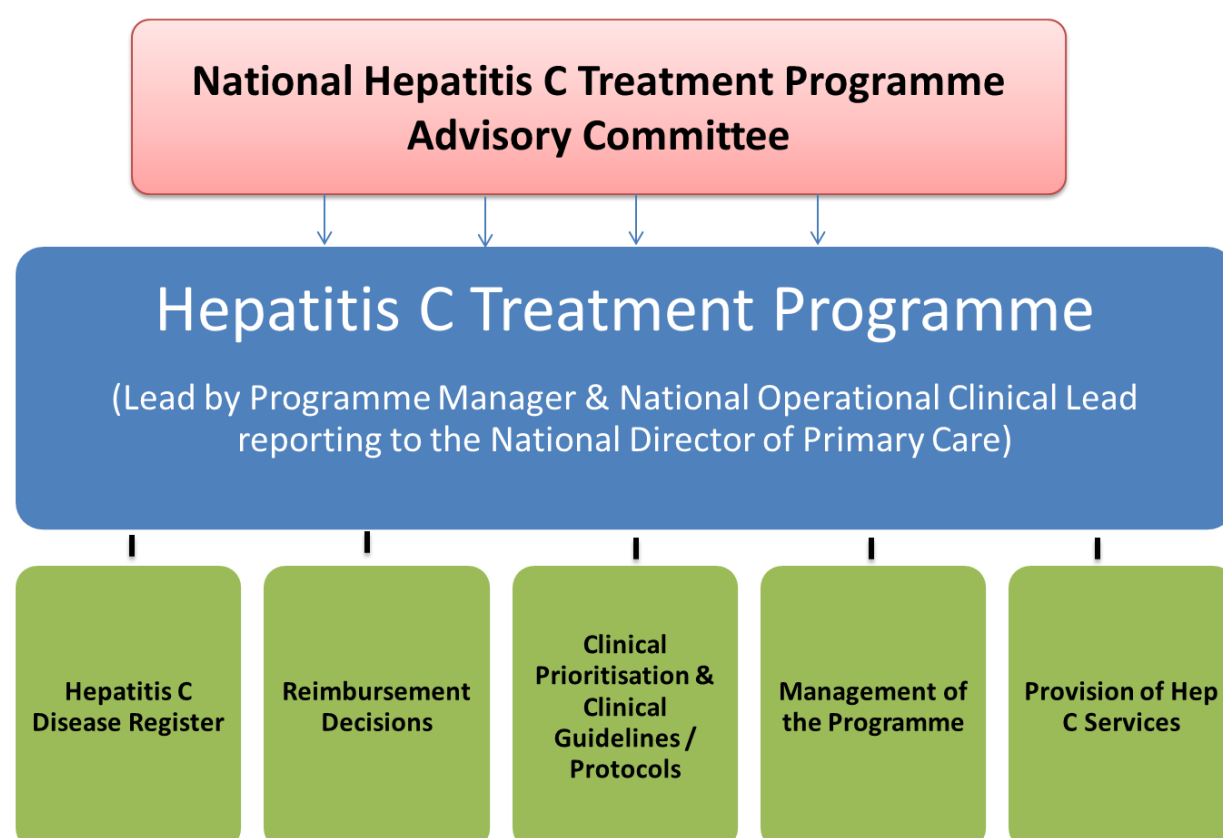 National Hepatitis C Treatment Programme
Advisory Committee
Hepatitis C Treatment Programme
(Lead by Programme Manager & National Operational Clinical Lead
reporting to the National Director of Primary Care)
Hepatitis C
Disease Register
Reimbursement
Decisions
Clinical
Prioritisation &
Clinical
Guidelines /
Protocols
Management of
the Programme
Provision of Hep
C Services